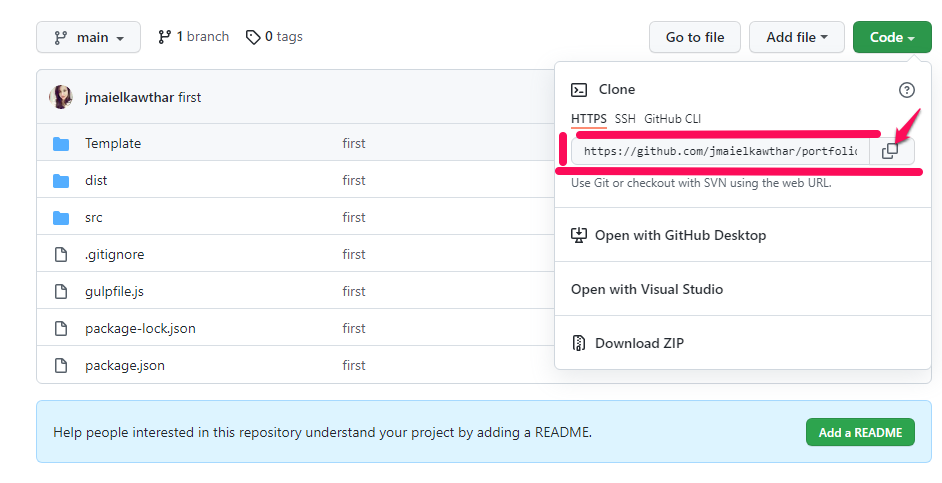 main
1 branch
0 tags
Go to file
Add file
Code
jmaielkawthar first
Clone
HTTPS SSH GitHub CLI
https://github.com/jmaielkawthar/portfolio
Use Git or checkout with SVN using the web URL.
Open with GitHub Desktop
Open with Visual Studio
Download ZIP
Template first
dist first
src first
.gitignore first
gulpfile.js first
package-lock.json first
package.json first
Help people interested in this repository understand your project by adding a README.
Add a README